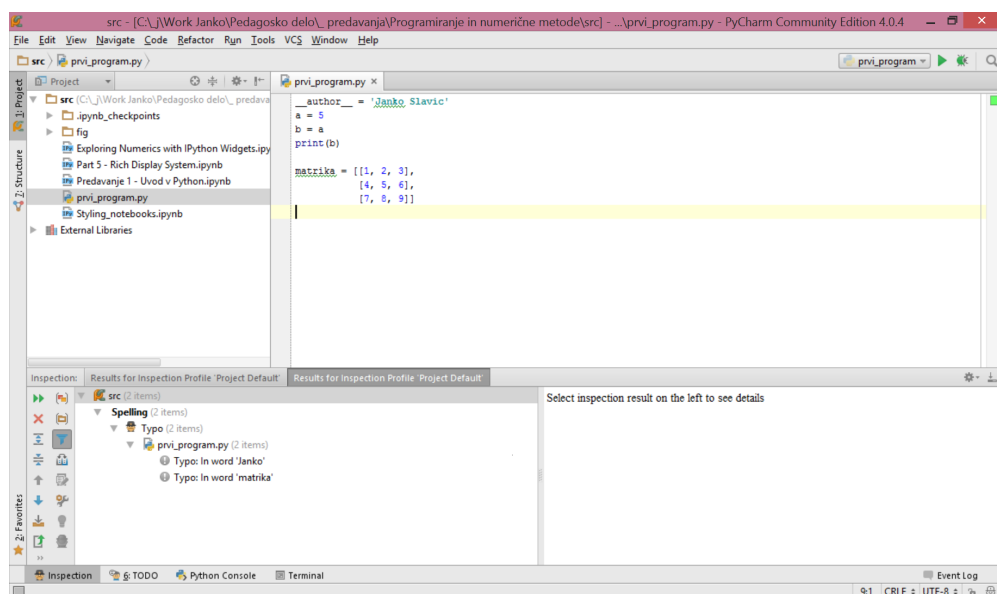 src - [C:\_j\Work Janko\Pedagosko delo\_ predavanja\Programiranje in numerične metode\src] - ...\prvi_program.py - PyCharm Community Edition 4.0.4
File Edit View Navigate Code Refactor Run Tools VCS Window Help
src prvi_program.py prvi_program
1: Project
2: Structure
2: Favorites
Project
src (C:\_j\Work Janko\Pedagosko delo\_ predava
.ipynb_checkpoints
fig
Exploring Numerics with IPython Widgets.ipy
Part 5 - Rich Display System.ipynb
Predavanje 1 - Uvod v Python.ipynb
prvi_program.py
Styling_notebooks.ipynb
External Libraries
prvi_program.py ×
__author__ = 'Janko Slavic'
a = 5
b = a
print(b)
matrika = [[1, 2, 3],
[4, 5, 6],
[7, 8, 9]]
Inspection: Results for Inspection Profile 'Project Default' Results for Inspection Profile 'Project Default'
src (2 items)
Spelling (2 items)
Typo (2 items)
prvi_program.py (2 items)
Typo: In word 'Janko'
Typo: In word 'matrika'
Select inspection result on the left to see details
Inspection 6: TODO Python Console Terminal Event Log
9:1 CRLF UTF-8